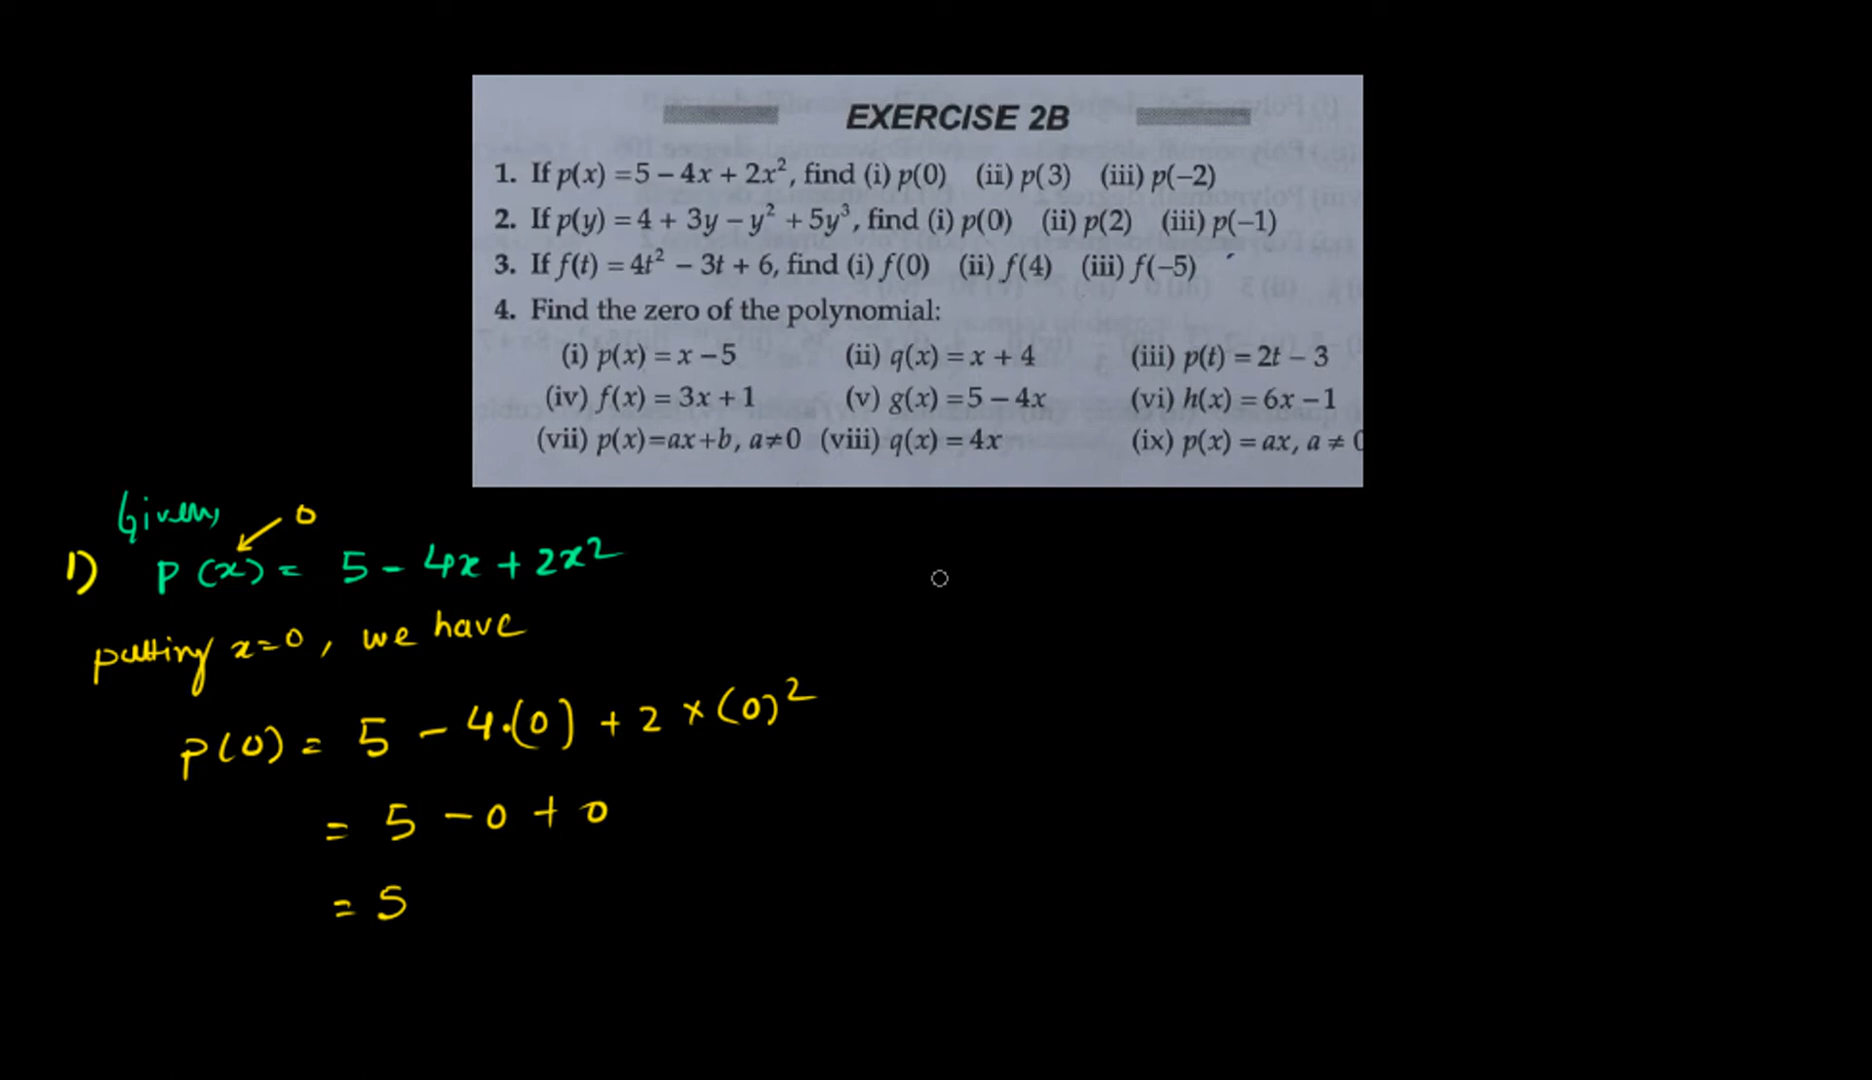 EXERCISE 2B
1. If p(x) = 5 − 4x + 2x², find (i) p(0) (ii) p(3) (iii) p(−2)
2. If p(y) = 4 + 3y − y² + 5y³, find (i) p(0) (ii) p(2) (iii) p(−1)
3. If f(t) = 4t² − 3t + 6, find (i) f(0) (ii) f(4) (iii) f(−5)
4. Find the zero of the polynomial:
(i) p(x) = x − 5 (ii) q(x) = x + 4 (iii) p(t) = 2t − 3
(iv) f(x) = 3x + 1 (v) g(x) = 5 − 4x (vi) h(x) = 6x − 1
(vii) p(x) = ax + b, a ≠ 0 (viii) q(x) = 4x (ix) p(x) = ax, a ≠ 0
Given,
0
1) P(x) = 5 - 4x + 2x²
putting x=0, we have
p(0) = 5 - 4·(0) + 2 × (0)²
= 5 - 0 + 0
= 5